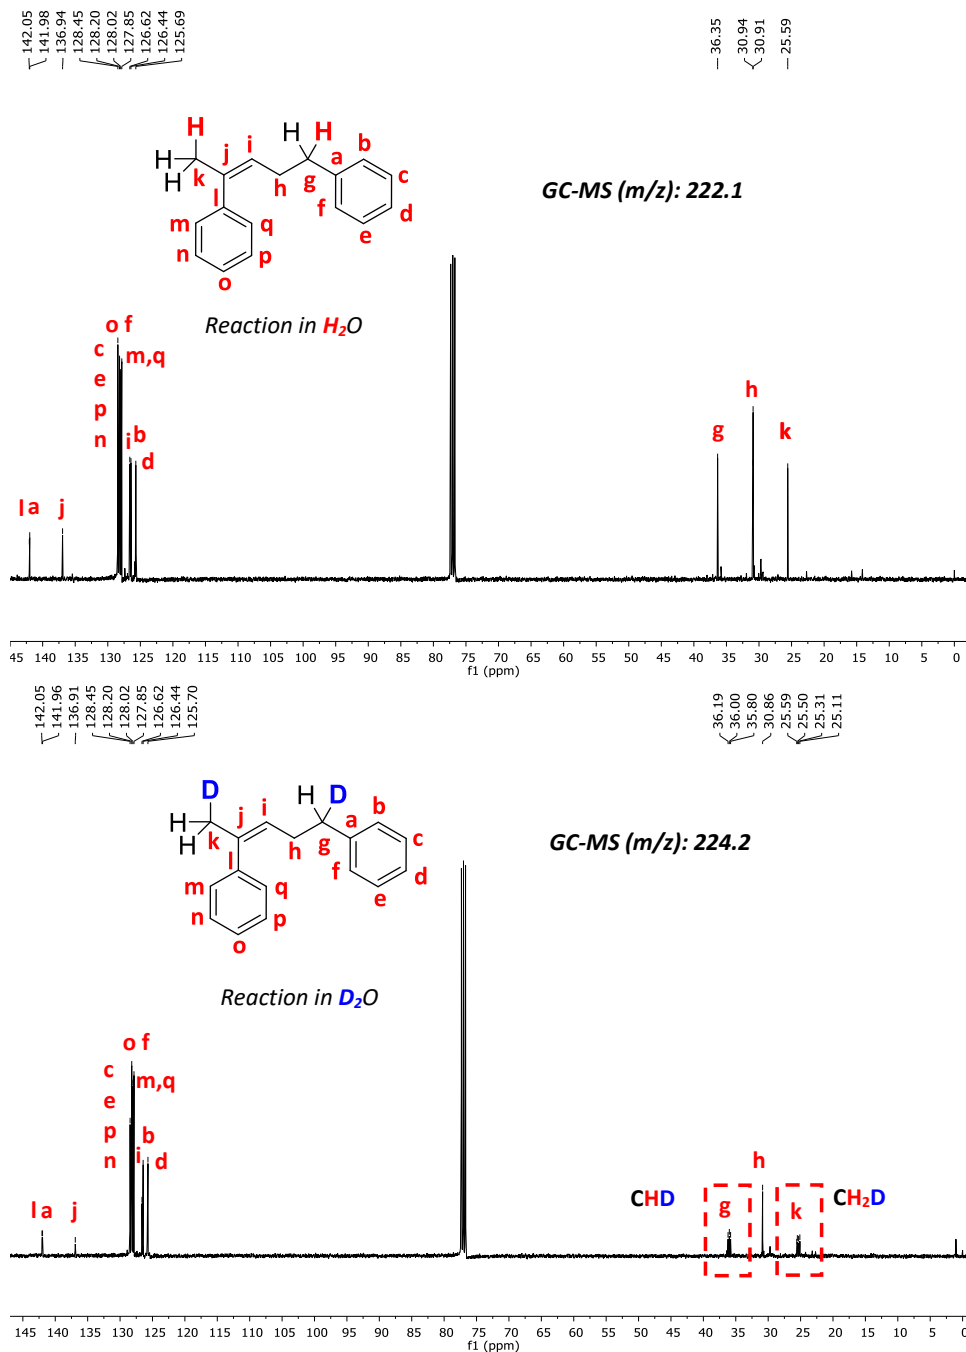 142.05
141.98
136.94
128.45
128.20
128.02
127.85
126.62
126.44
125.69
36.35
30.94
30.91
25.59
H
H
H
k
j
i
h
H
H
g
a
b
c
d
e
f
l
m
n
o
p
q
GC-MS (m/z): 222.1
Reaction in H₂O
o f
c
m,q
e
p
n
i
b
d
l a
j
g
h
k
45 140 135 130 125 120 115 110 105 100 95 90 85 80 75 70 65 60 55 50 45 40 35 30 25 20 15 10 5 0
f1 (ppm)
142.05
141.96
136.91
128.45
128.20
128.02
127.85
126.62
126.44
125.70
36.19
36.00
35.80
30.86
25.59
25.50
25.31
25.11
D
H
H
k
j
i
h
H
D
g
a
b
c
d
e
f
l
m
n
o
p
q
GC-MS (m/z): 224.2
Reaction in D₂O
o f
c
m,q
e
p
n
i
b
d
l a
j
CHD
g
h
k
CH₂D
145 140 135 130 125 120 115 110 105 100 95 90 85 80 75 70 65 60 55 50 45 40 35 30 25 20 15 10 5 0
f1 (ppm)